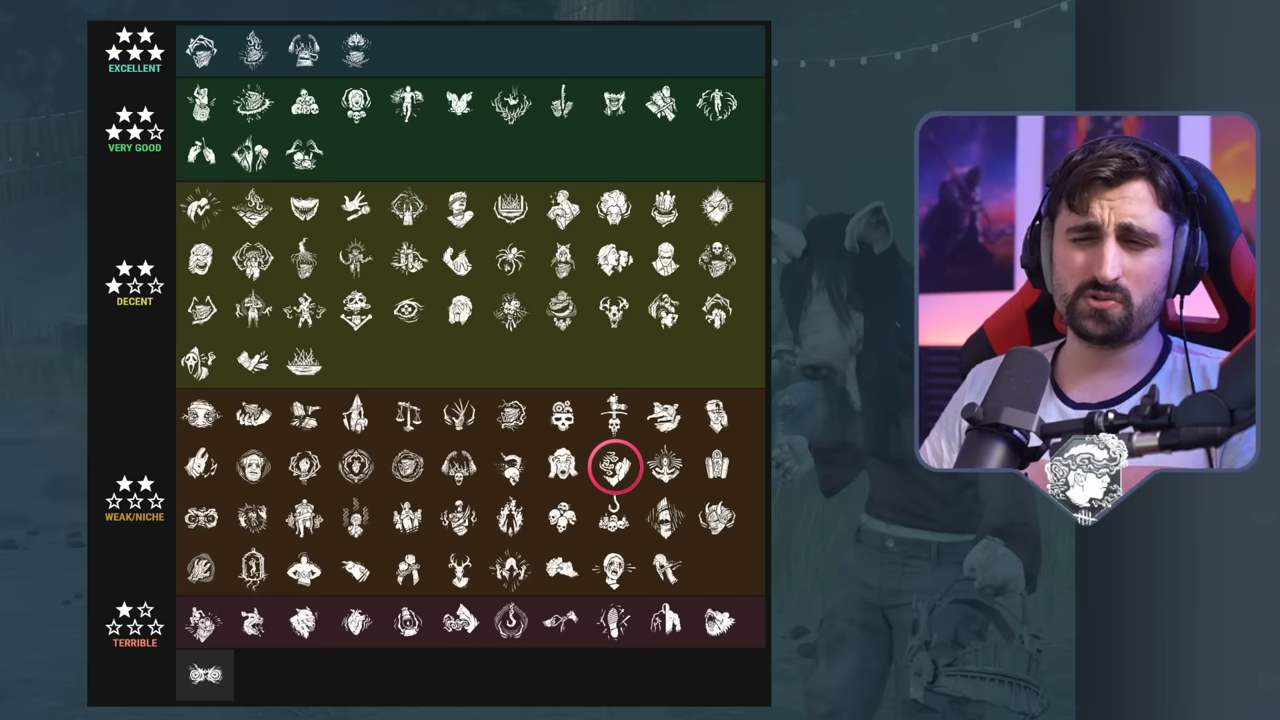 EXCELLENT
VERY GOOD
DECENT
WEAK/NICHE
TERRIBLE